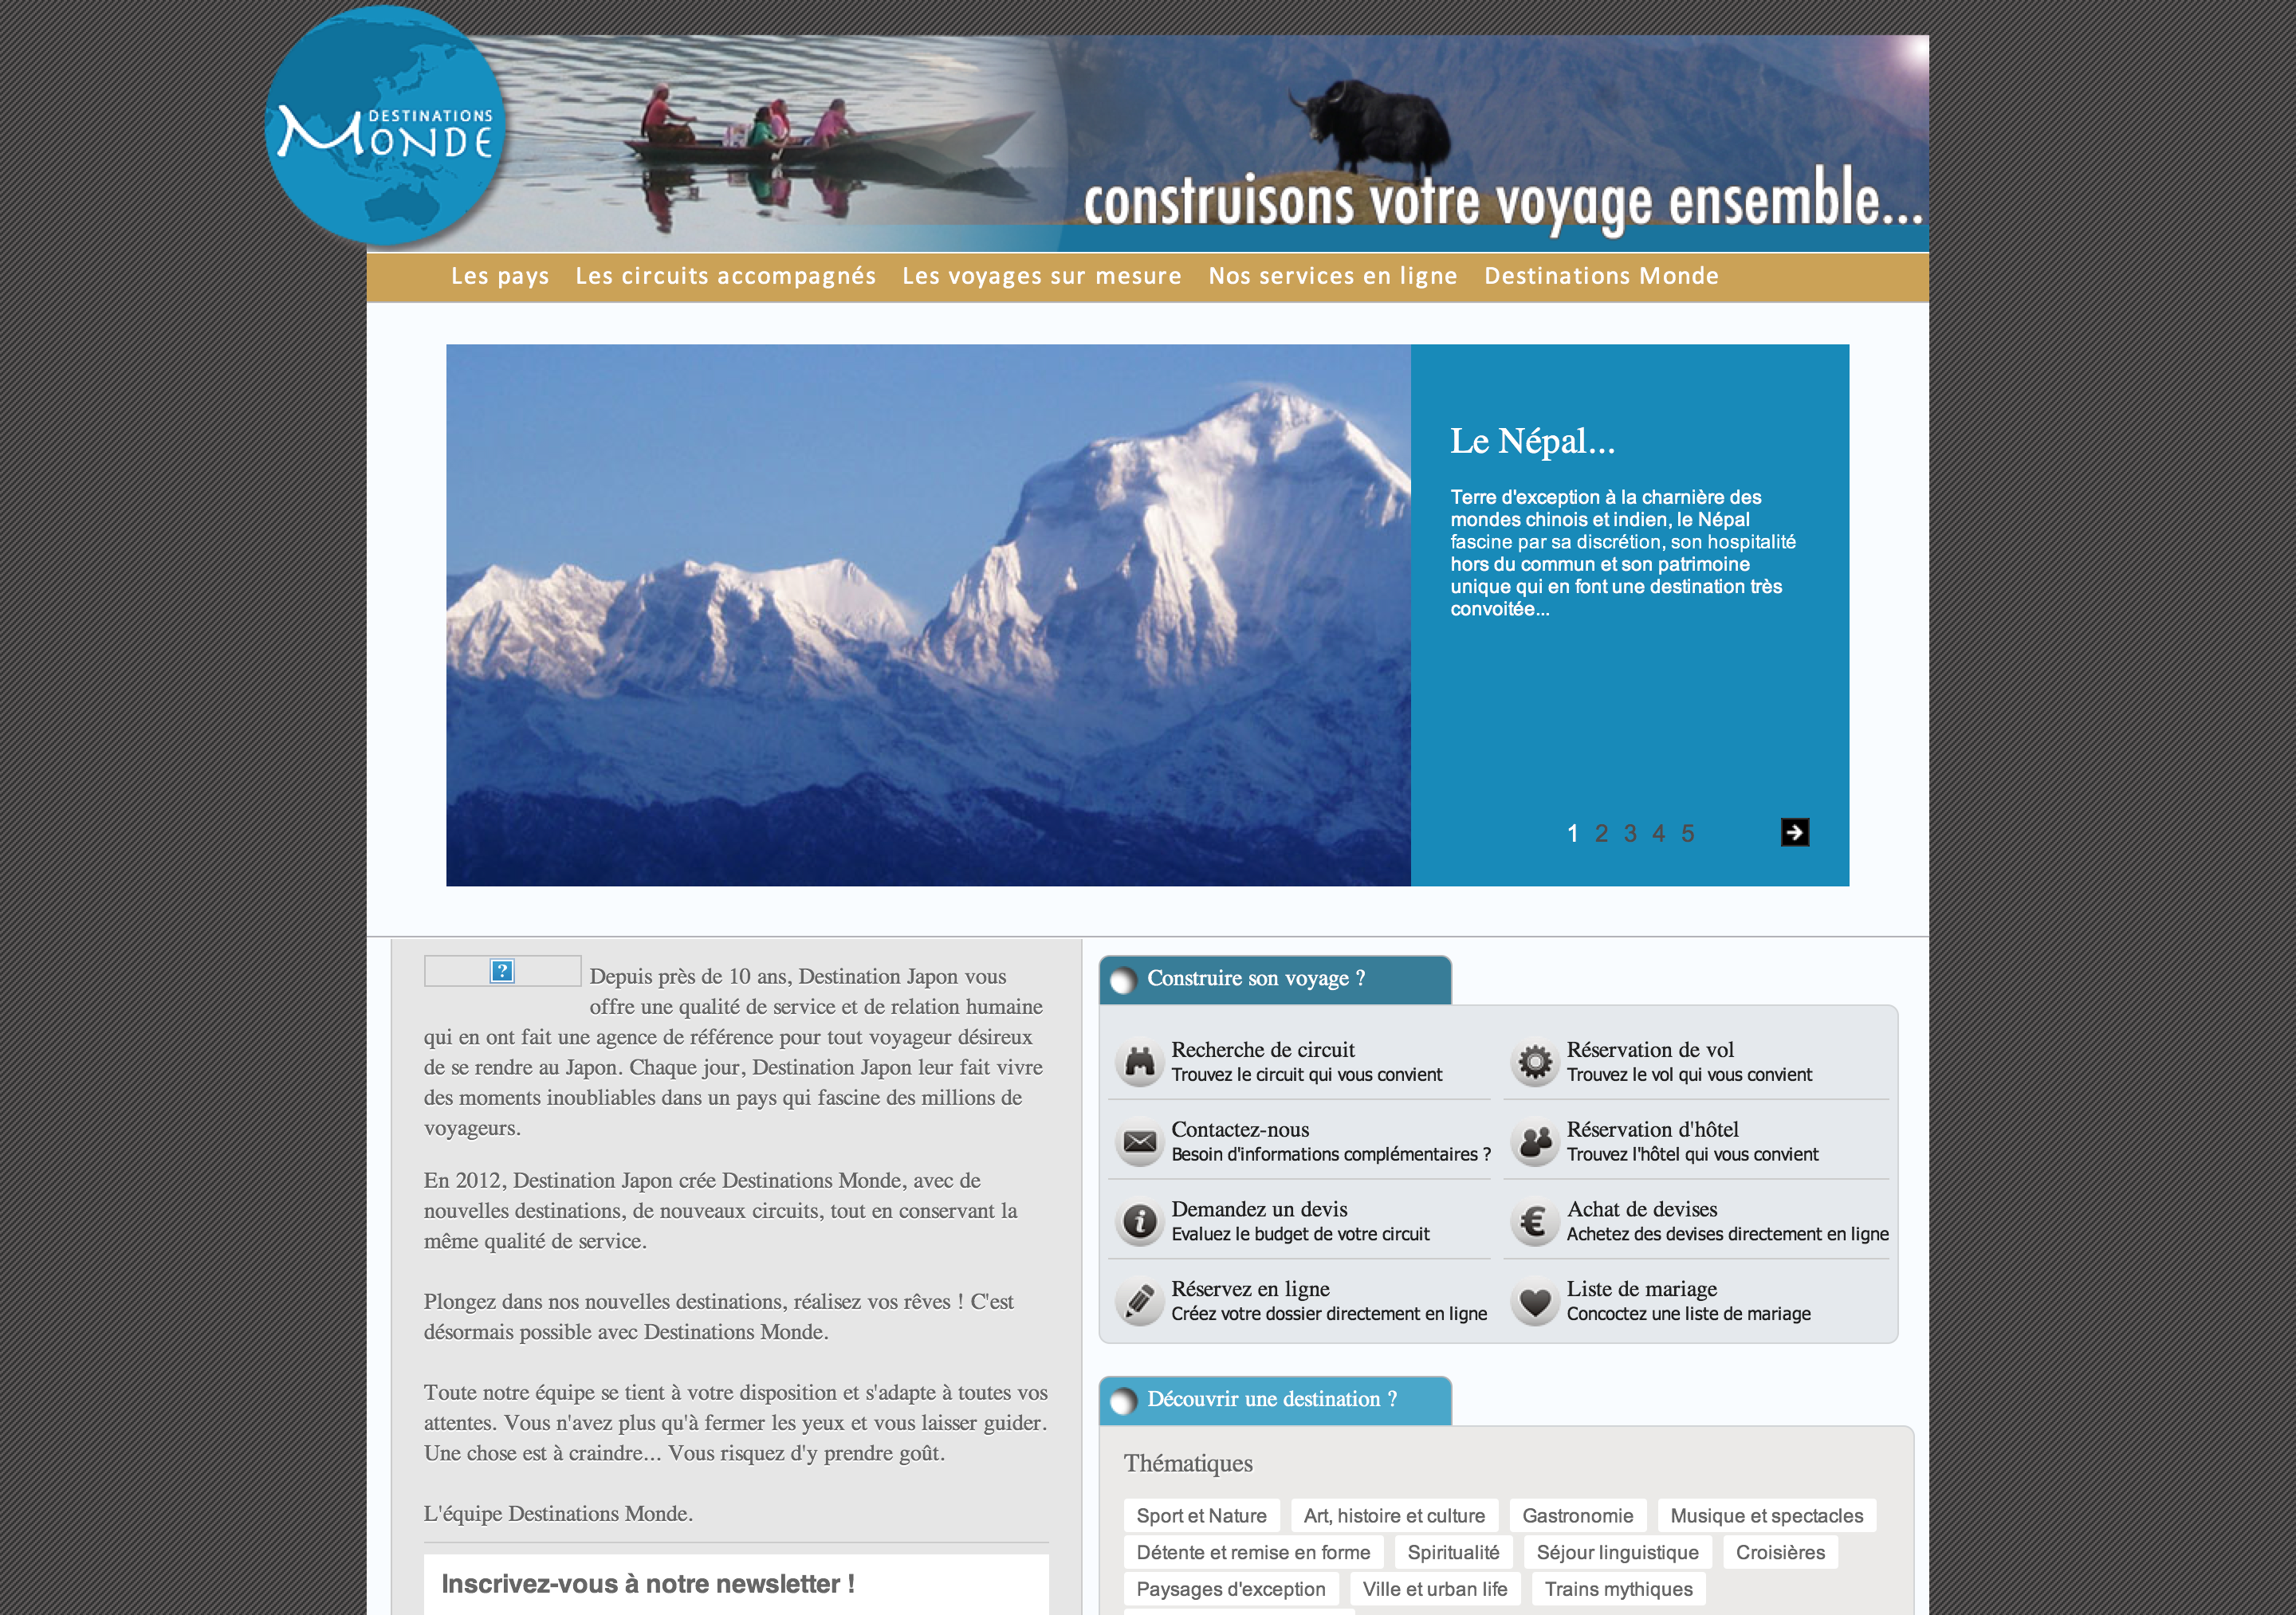 DESTINATIONS
MONDE
construisons votre voyage ensemble...
Les pays Les circuits accompagnés Les voyages sur mesure Nos services en ligne Destinations Monde
Le Népal...
Terre d'exception à la charnière des
mondes chinois et indien, le Népal
fascine par sa discrétion, son hospitalité
hors du commun et son patrimoine
unique qui en font une destination très
convoitée...
1 2 3 4 5
Depuis près de 10 ans, Destination Japon vous
offre une qualité de service et de relation humaine
qui en ont fait une agence de référence pour tout voyageur désireux
de se rendre au Japon. Chaque jour, Destination Japon leur fait vivre
des moments inoubliables dans un pays qui fascine des millions de
voyageurs.
En 2012, Destination Japon crée Destinations Monde, avec de
nouvelles destinations, de nouveaux circuits, tout en conservant la
même qualité de service.
Plongez dans nos nouvelles destinations, réalisez vos rêves ! C'est
désormais possible avec Destinations Monde.
Toute notre équipe se tient à votre disposition et s'adapte à toutes vos
attentes. Vous n'avez plus qu'à fermer les yeux et vous laisser guider.
Une chose est à craindre... Vous risquez d'y prendre goût.
L'équipe Destinations Monde.
Inscrivez-vous à notre newsletter !
Construire son voyage ?
Recherche de circuit
Trouvez le circuit qui vous convient
Réservation de vol
Trouvez le vol qui vous convient
Contactez-nous
Besoin d'informations complémentaires ?
Réservation d'hôtel
Trouvez l'hôtel qui vous convient
Demandez un devis
Evaluez le budget de votre circuit
Achat de devises
Achetez des devises directement en ligne
Réservez en ligne
Créez votre dossier directement en ligne
Liste de mariage
Concoctez une liste de mariage
Découvrir une destination ?
Thématiques
Sport et Nature Art, histoire et culture Gastronomie Musique et spectacles
Détente et remise en forme Spiritualité Séjour linguistique Croisières
Paysages d'exception Ville et urban life Trains mythiques